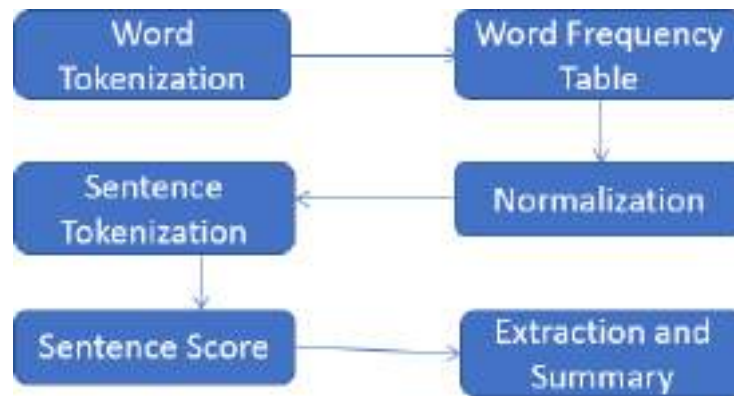 Word
Tokenization
Word Frequency
Table
Sentence
Tokenization
Normalization
Sentence Score
Extraction and
Summary